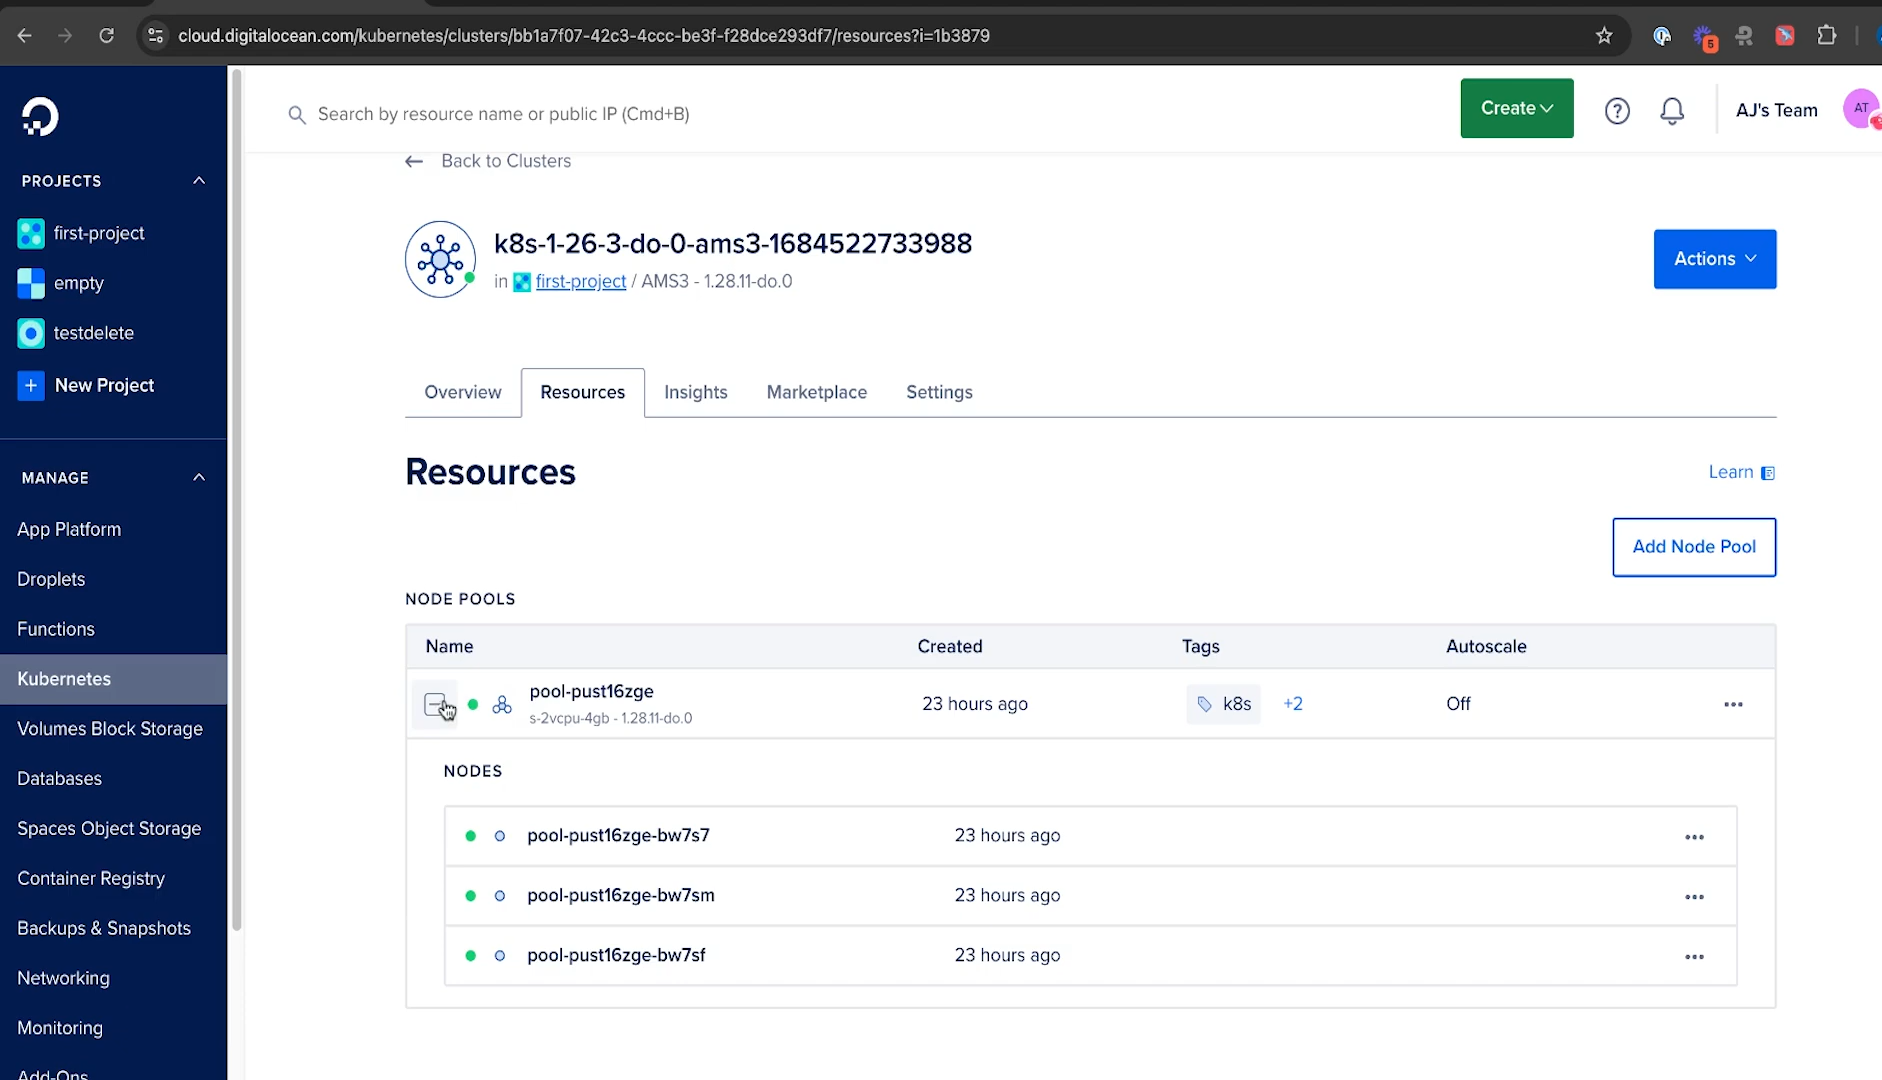 cloud.digitalocean.com/kubernetes/clusters/bb1a7f07-42c3-4ccc-be3f-f28dce293df7/resources?i=1b3879
5
Search by resource name or public IP (Cmd+B)
Create
AJ's Team
AT
PROJECTS
first-project
empty
testdelete
New Project
MANAGE
App Platform
Droplets
Functions
Kubernetes
Volumes Block Storage
Databases
Spaces Object Storage
Container Registry
Backups & Snapshots
Networking
Monitoring
Add-Ons
Back to Clusters
k8s-1-26-3-do-0-ams3-1684522733988
in first-project / AMS3 - 1.28.11-do.0
Actions
Overview Resources Insights Marketplace Settings
Resources
Learn
Add Node Pool
NODE POOLS
Name Created Tags Autoscale
pool-pust16zge
s-2vcpu-4gb - 1.28.11-do.0
23 hours ago k8s +2 Off
NODES
pool-pust16zge-bw7s7 23 hours ago
pool-pust16zge-bw7sm 23 hours ago
pool-pust16zge-bw7sf 23 hours ago